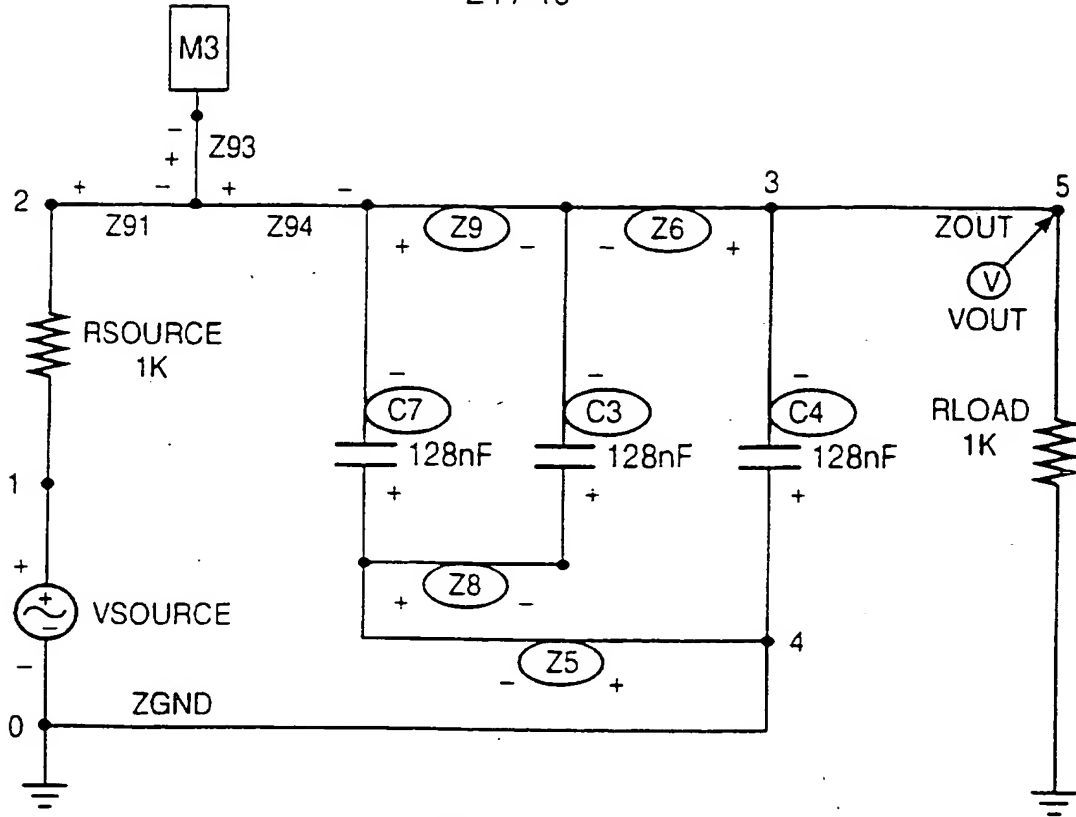 M3
-
+
Z93
2
+
-
+
-
3
5
Z91
Z94
+
Z9
-
-
Z6
+
ZOUT
V
VOUT
RSOURCE
1K
-
C7
128nF
+
-
C3
128nF
+
-
C4
128nF
+
RLOAD
1K
1
+
+
-
VSOURCE
-
+
Z8
-
4
-
Z5
+
0
ZGND